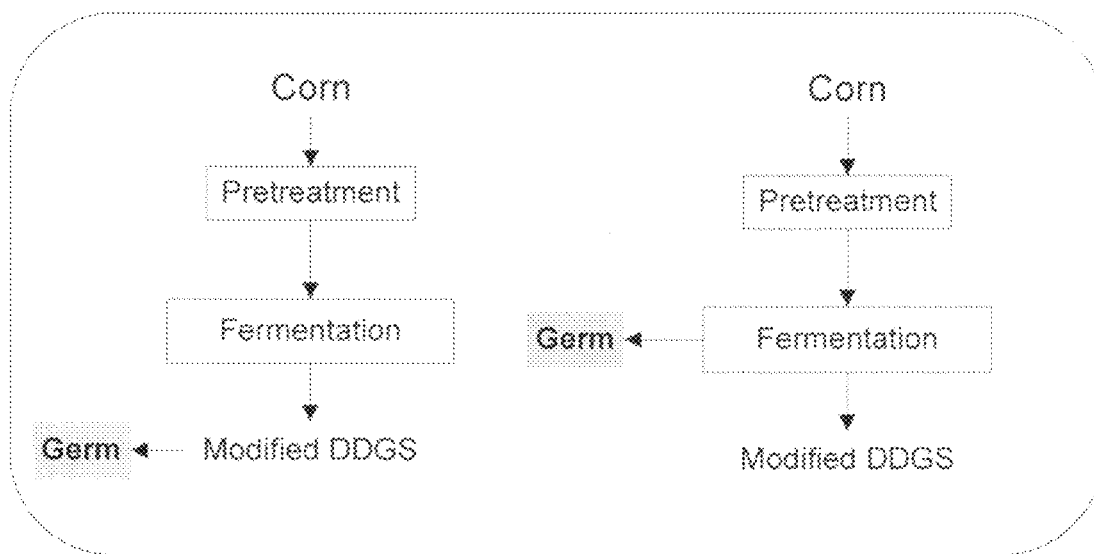 Corn
Pretreatment
Fermentation
Germ
Modified DDGS
Corn
Pretreatment
Germ
Fermentation
Modified DDGS